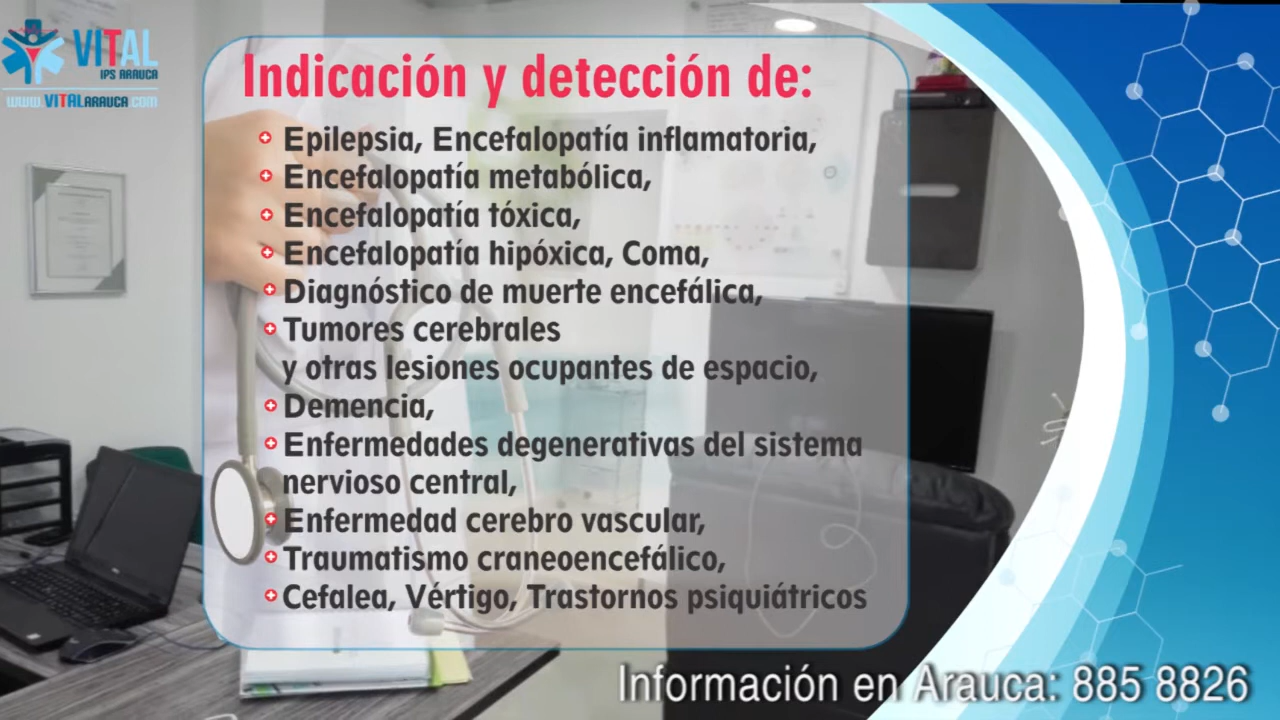 VITAL
IPS ARAUCA
www.VITALARAUCA.com
Indicación y detección de:
Epilepsia, Encefalopatía inflamatoria,
Encefalopatía metabólica,
Encefalopatía tóxica,
Encefalopatía hipóxica, Coma,
Diagnóstico de muerte encefálica,
Tumores cerebrales
y otras lesiones ocupantes de espacio,
Demencia,
Enfermedades degenerativas del sistema
nervioso central,
Enfermedad cerebro vascular,
Traumatismo craneoencefálico,
Cefalea, Vértigo, Trastornos psiquiátricos
Información en Arauca: 885 8826